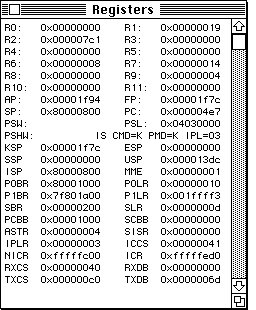 Registers
R0: 0x00000000 R1: 0x00000019
R2: 0x000007c1 R3: 0x00000000
R4: 0x00000000 R5: 0x00000000
R6: 0x00000008 R7: 0x00000014
R8: 0x00000000 R9: 0x00000004
R10: 0x00000000 R11: 0x00000000
AP: 0x00001f94 FP: 0x00001f7c
SP: 0x80000800 PC: 0x000004e7
PSW: PSL: 0x04030000
PSHW: IS CMD=K PMD=K IPL=03
KSP 0x00001f7c ESP 0x00000000
SSP 0x00000000 USP 0x000013dc
ISP 0x80000800 MME 0x00000001
P0BR 0x80001000 P0LR 0x00000010
P1BR 0x7f801a00 P1LR 0x001ffff3
SBR 0x00000200 SLR 0x0000000d
PCBB 0x00001000 SCBB 0x00000000
ASTR 0x00000004 SISR 0x00000000
IPLR 0x00000003 ICCS 0x00000041
NICR 0xfffffc00 ICR 0xfffffed0
RXCS 0x00000040 RXDB 0x00000000
TXCS 0x000000c0 TXDB 0x0000006d